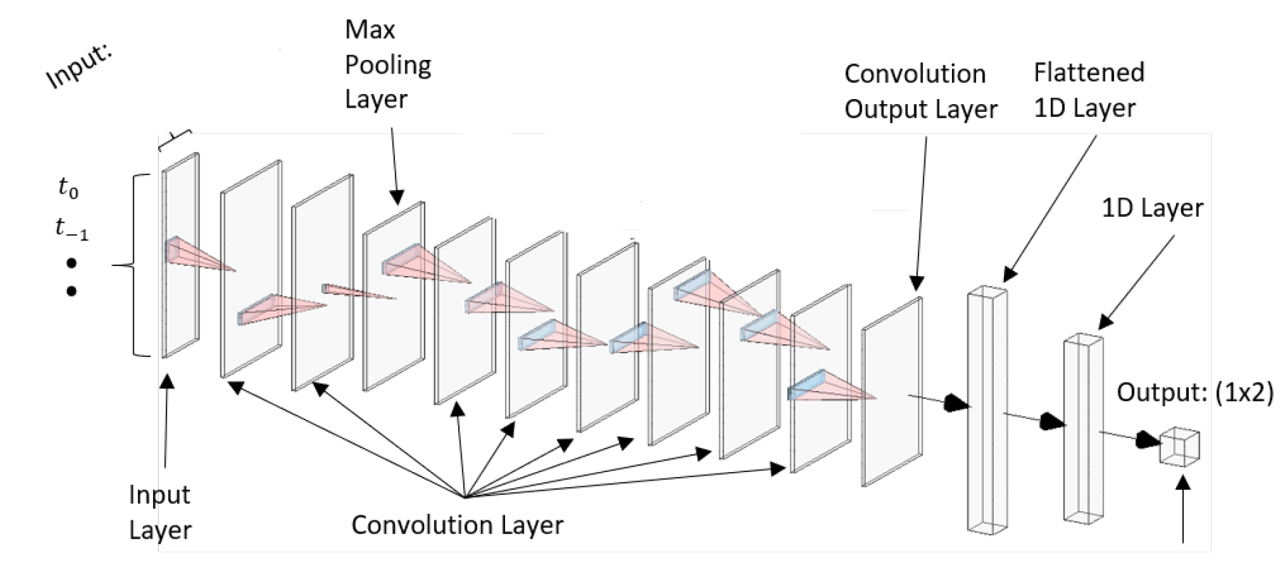 Input:
Max
Pooling
Layer
Convolution
Output Layer
Flattened
1D Layer
t₀
t₋₁
●
●
1D Layer
Output: (1x2)
Input
Layer
Convolution Layer